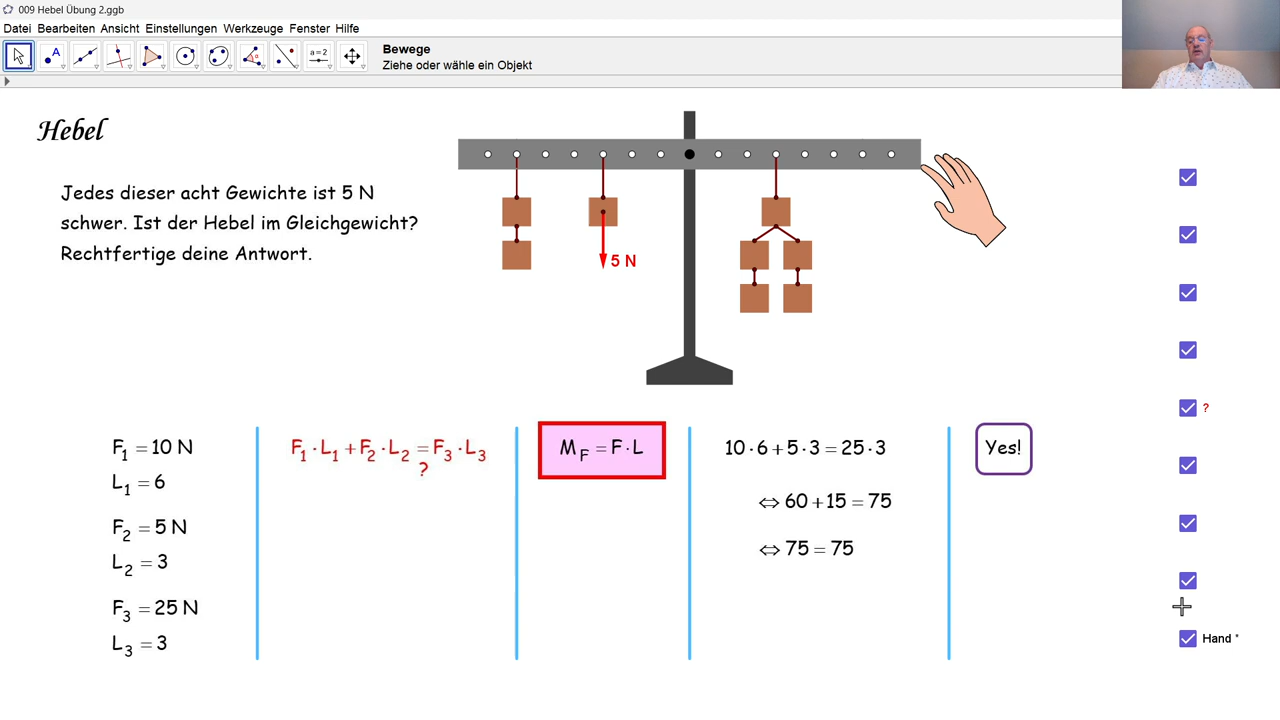 009 Hebel Übung 2.ggb
Datei Bearbeiten Ansicht Einstellungen Werkzeuge Fenster Hilfe
A
a=2
Bewege
Ziehe oder wähle ein Objekt
Hebel
Jedes dieser acht Gewichte ist 5 N
schwer. Ist der Hebel im Gleichgewicht?
Rechtfertige deine Antwort.
5 N
?
F₁ = 10 N
L₁ = 6
F₂ = 5 N
L₂ = 3
F₃ = 25 N
L₃ = 3
F₁ · L₁ + F₂ · L₂ = F₃ · L₃
?
M_F = F · L
10 · 6 + 5 · 3 = 25 · 3
⇔ 60 + 15 = 75
⇔ 75 = 75
Yes!
Hand *